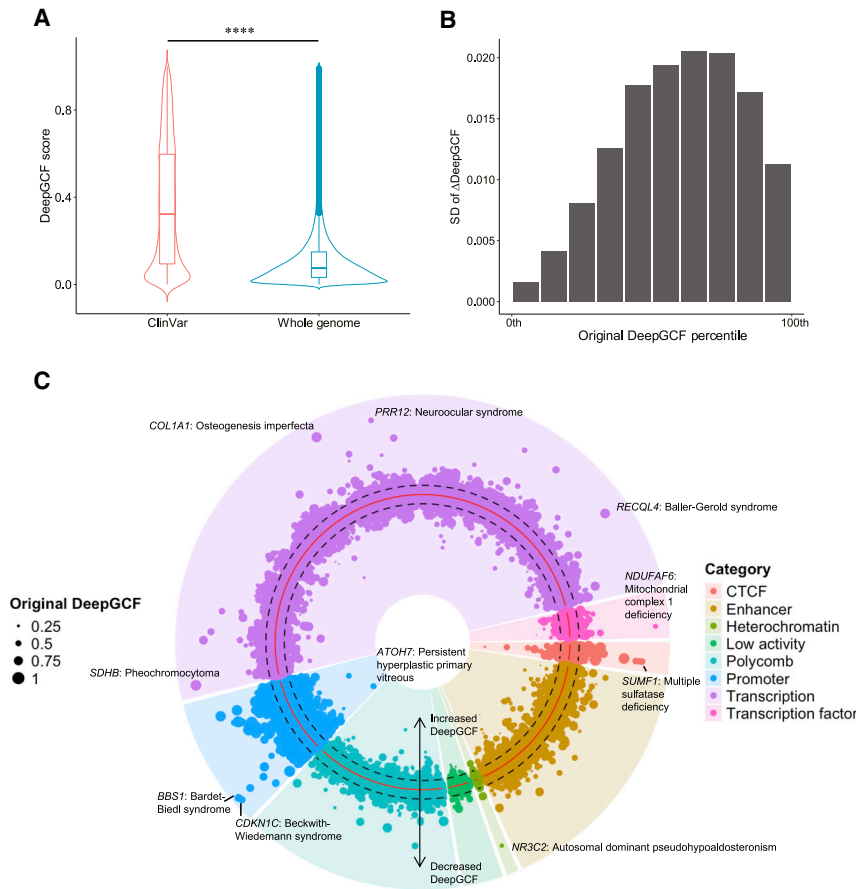 A
****
DeepGCF score
0.8
0.4
0.0
ClinVar
Whole genome
B
SD of ΔDeepGCF
0.020
0.015
0.010
0.005
0.000
0th
100th
Original DeepGCF percentile
C
PRR12: Neuroocular syndrome
COL1A1: Osteogenesis imperfecta
RECQL4: Baller-Gerold syndrome
NDUFAF6:
Mitochondrial
complex 1
deficiency
Original DeepGCF
0.25
0.5
0.75
1
ATOH7: Persistent
hyperplastic primary
vitreous
SDHB: Pheochromocytoma
SUMF1: Multiple
sulfatase
deficiency
Increased
DeepGCF
BBS1: Bardet-
Biedl syndrome
CDKN1C: Beckwith-
Wiedemann syndrome
NR3C2: Autosomal dominant pseudohypoaldosteronism
Decreased
DeepGCF
Category
CTCF
Enhancer
Heterochromatin
Low activity
Polycomb
Promoter
Transcription
Transcription factor